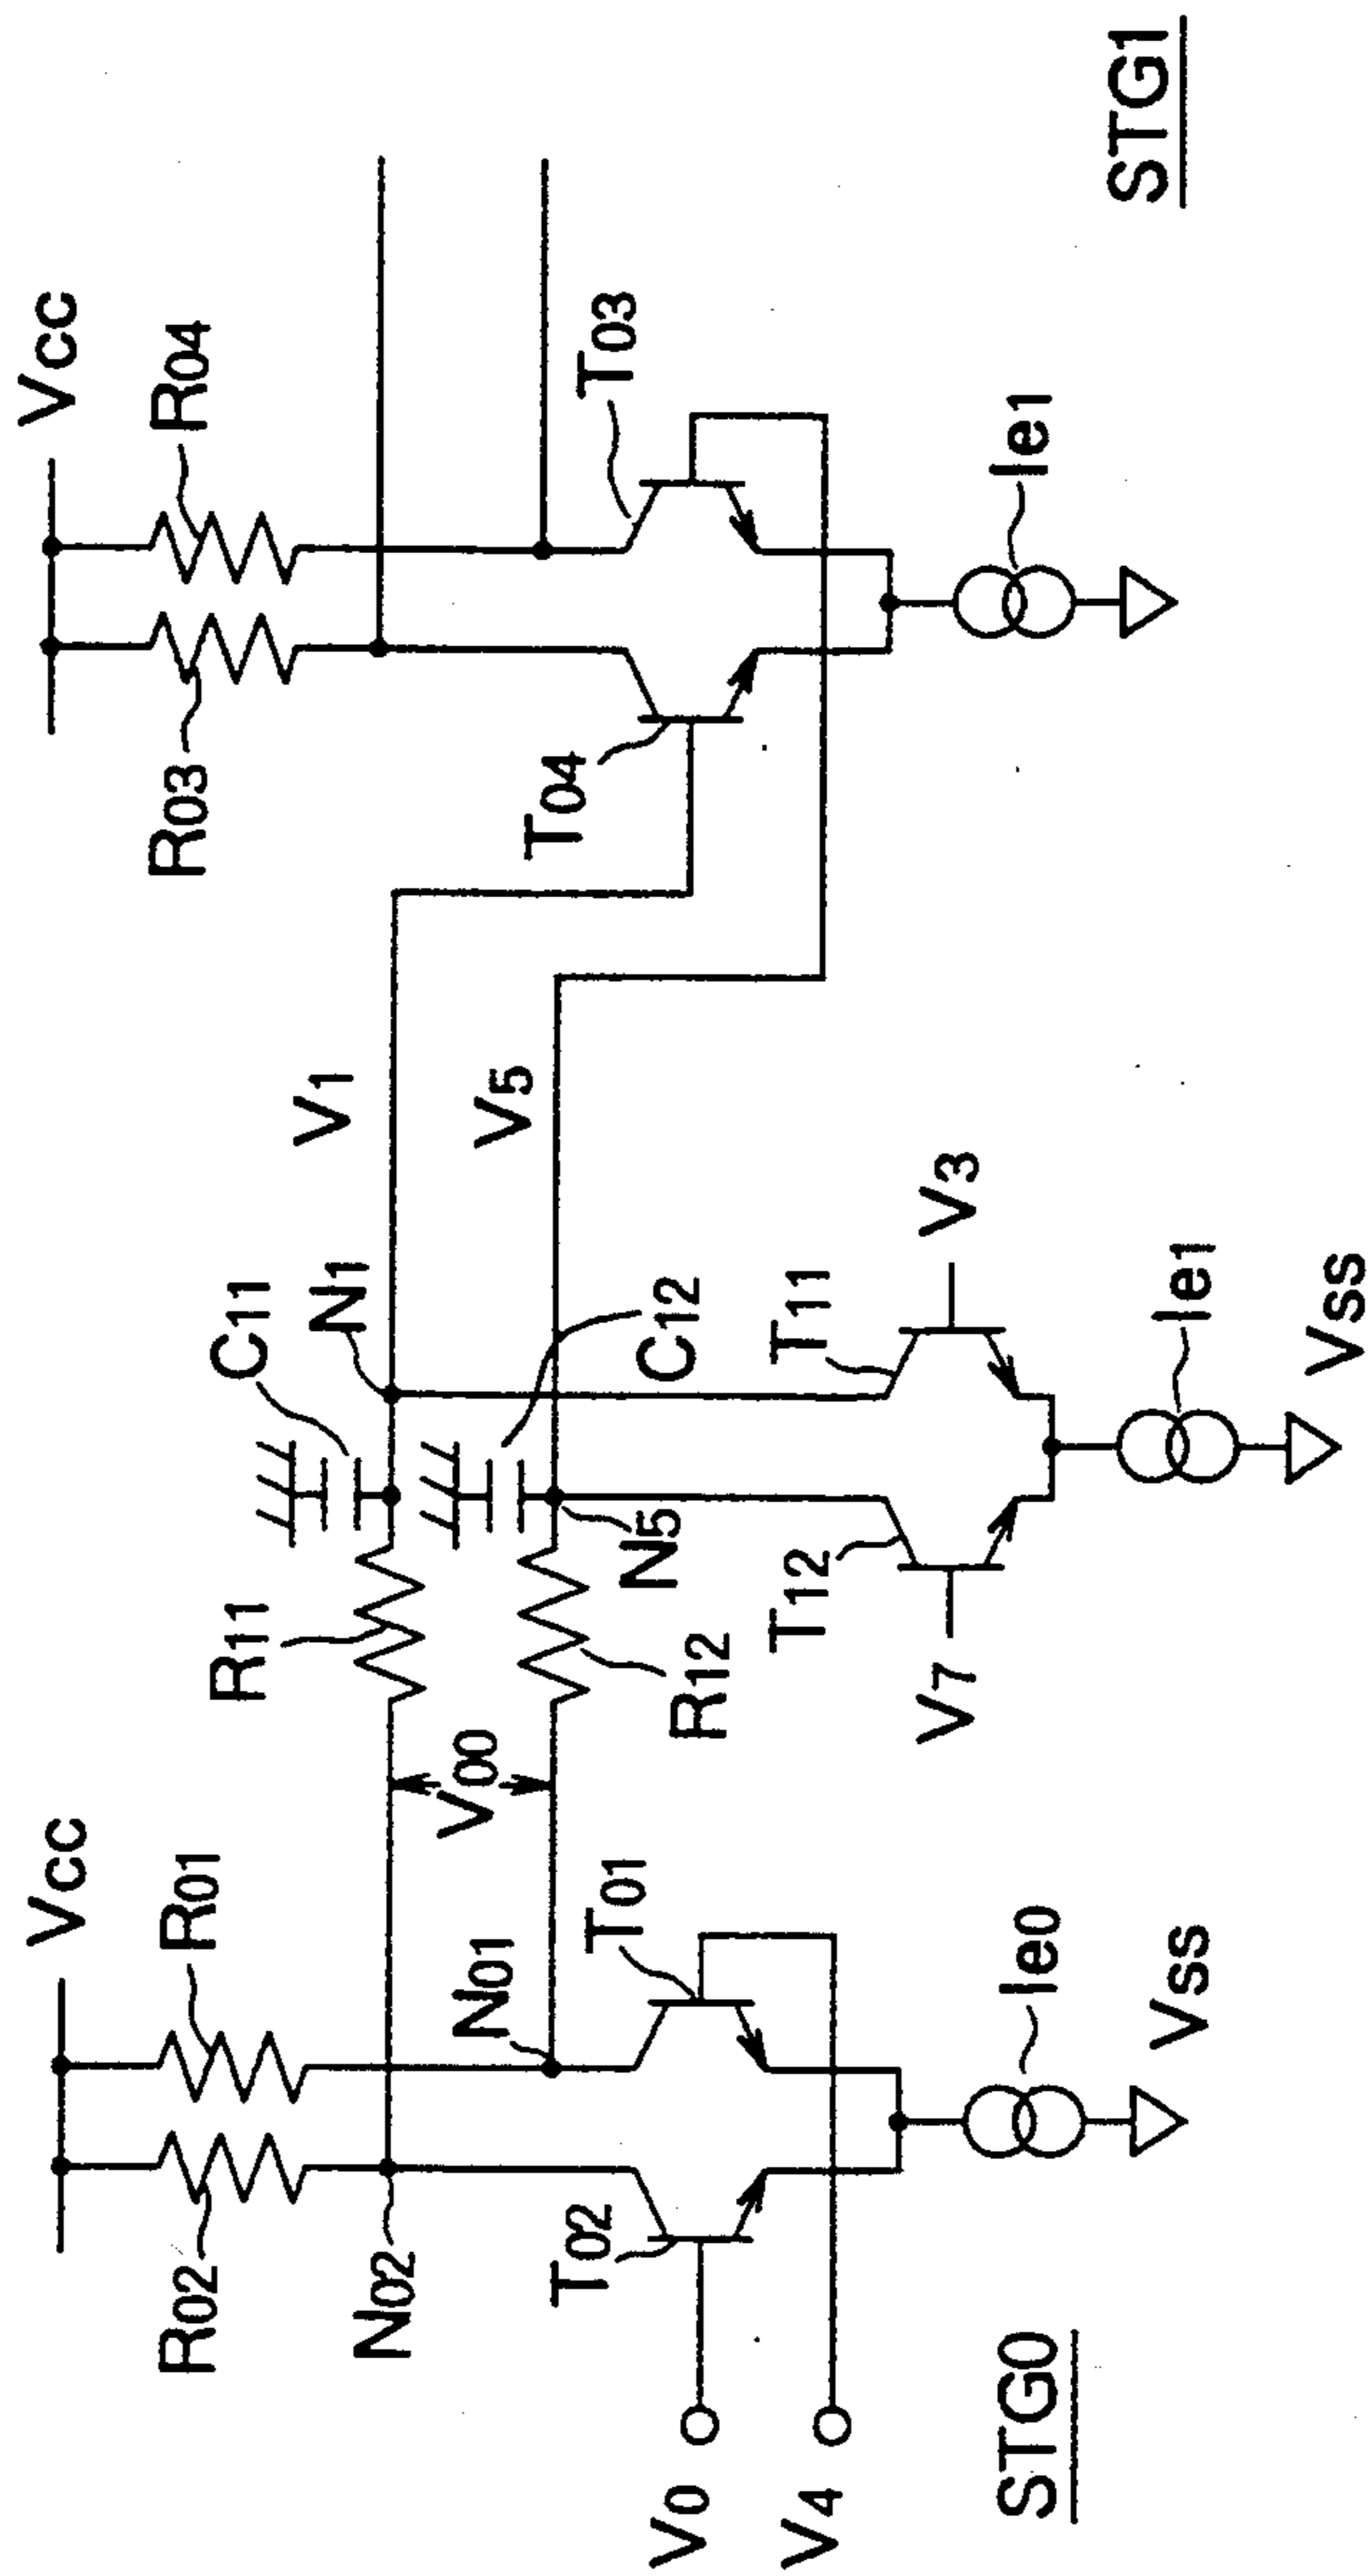 Vcc
R02
R01
N02
N01
T02
T01
V0
V4
Ie0
Vss
STG0
V00
R11
R12
C11
C12
N1
N5
V1
V5
T12
T11
V7
V3
Ie1
Vss
Vcc
R03
R04
T04
T03
Ie1
STG1